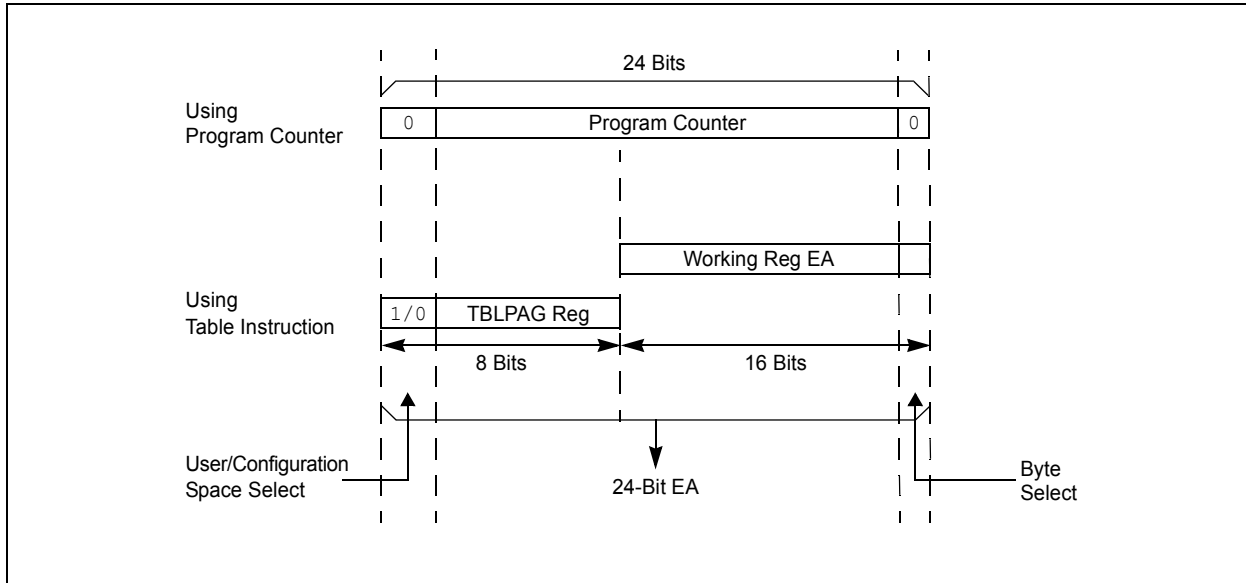 24 Bits
Using
Program Counter
0
Program Counter
0
Working Reg EA
Using
Table Instruction
1/0
TBLPAG Reg
8 Bits
16 Bits
User/Configuration
Space Select
24-Bit EA
Byte
Select